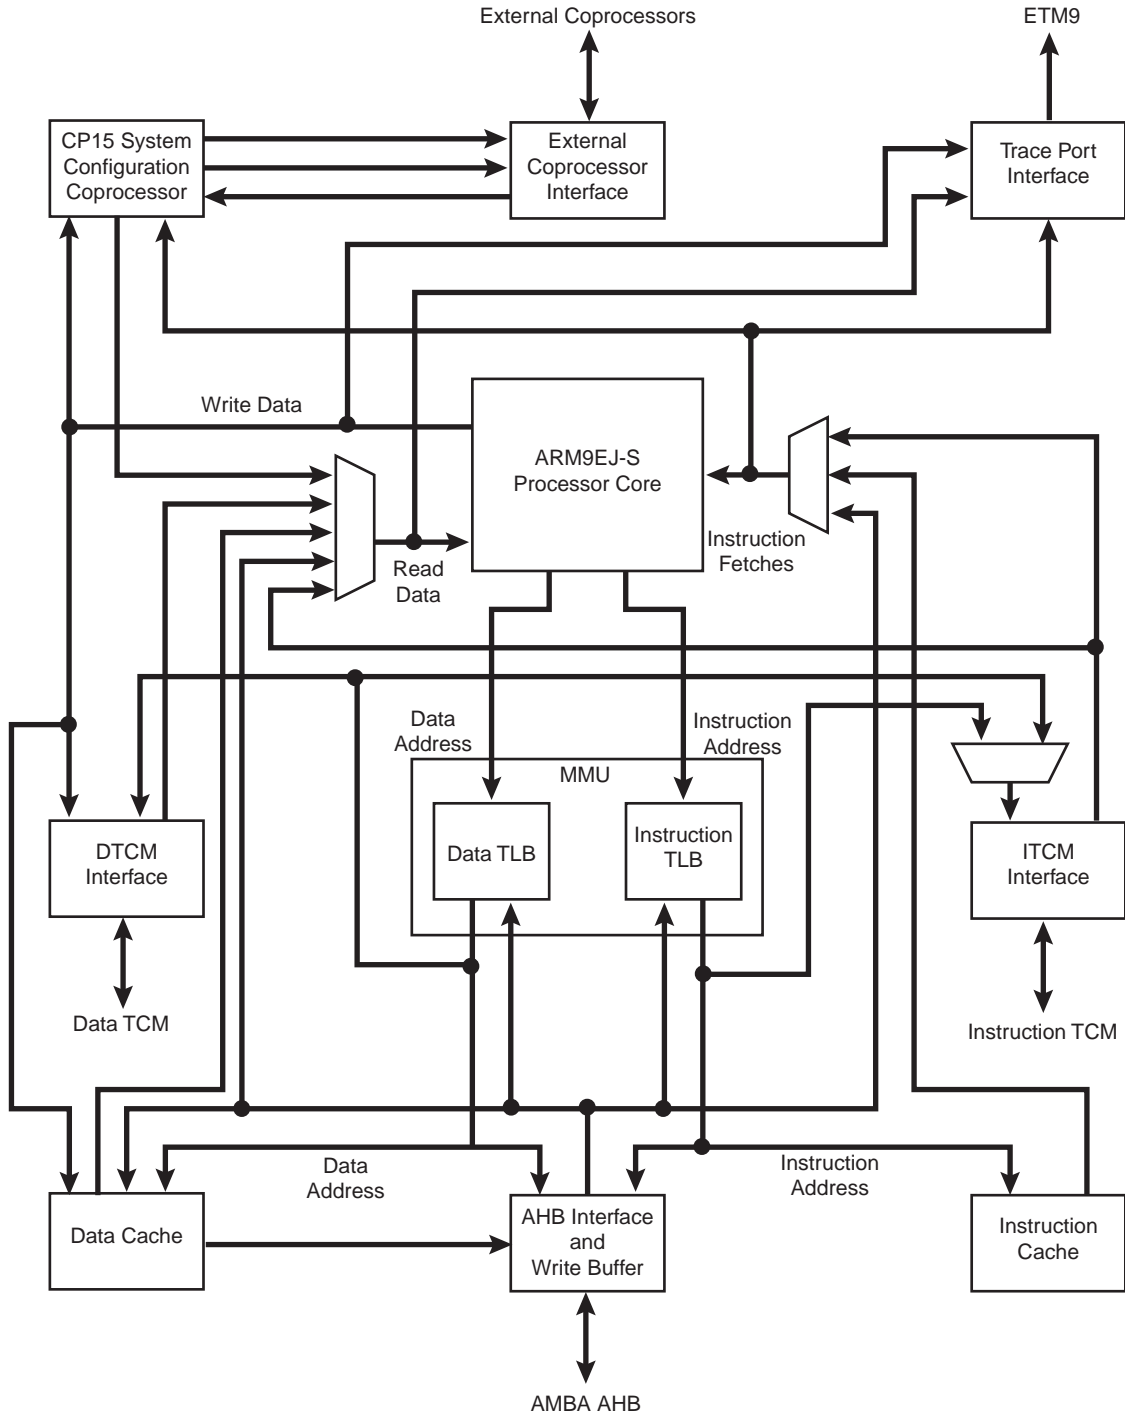 External Coprocessors
ETM9
CP15 System
Configuration
Coprocessor
External
Coprocessor
Interface
Trace Port
Interface
Write Data
ARM9EJ-S
Processor Core
Instruction
Fetches
Read
Data
Data
Address
Instruction
Address
MMU
DTCM
Interface
Data TLB
Instruction
TLB
ITCM
Interface
Data TCM
Instruction TCM
Data
Address
Instruction
Address
Data Cache
AHB Interface
and
Write Buffer
Instruction
Cache
AMBA AHB